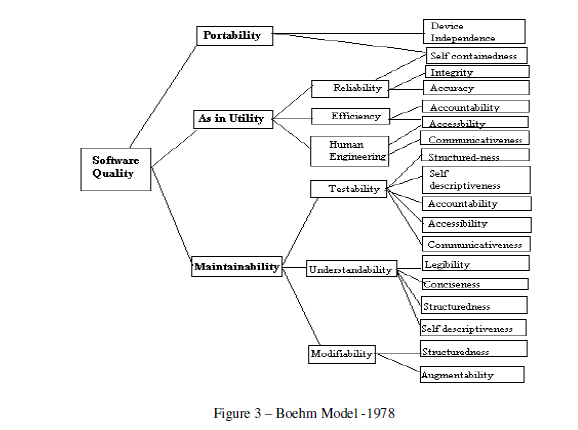 Portability
Device
Independence
Self containedness
Integrity
Reliability
Accuracy
As in Utility
Efficiency
Accountability
Accessbility
Human
Engineering
Communicativeness
Structured-ness
Software
Quality
Testability
Self
descriptiveness
Accountability
Accessibility
Communicativeness
Maintainability
Understandability
Legibility
Conciseness
Structuredness
Self descriptiveness
Modifiability
Structuredness
Augmentability
Figure 3 – Boehm Model -1978